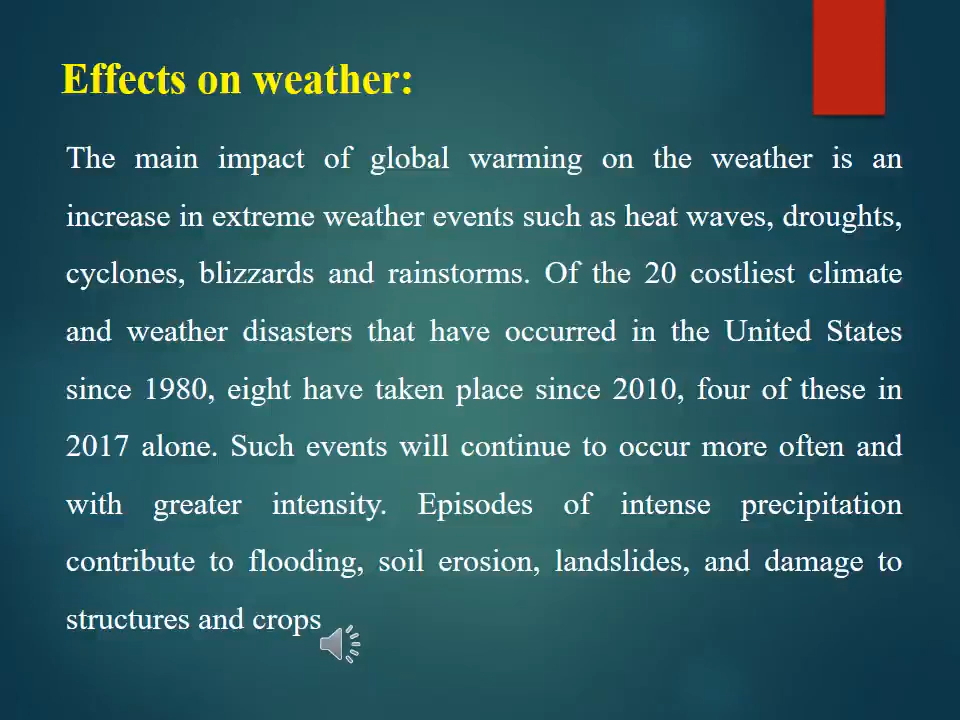 Effects on weather:
The main impact of global warming on the weather is an
increase in extreme weather events such as heat waves, droughts,
cyclones, blizzards and rainstorms. Of the 20 costliest climate
and weather disasters that have occurred in the United States
since 1980, eight have taken place since 2010, four of these in
2017 alone. Such events will continue to occur more often and
with greater intensity. Episodes of intense precipitation
contribute to flooding, soil erosion, landslides, and damage to
structures and crops